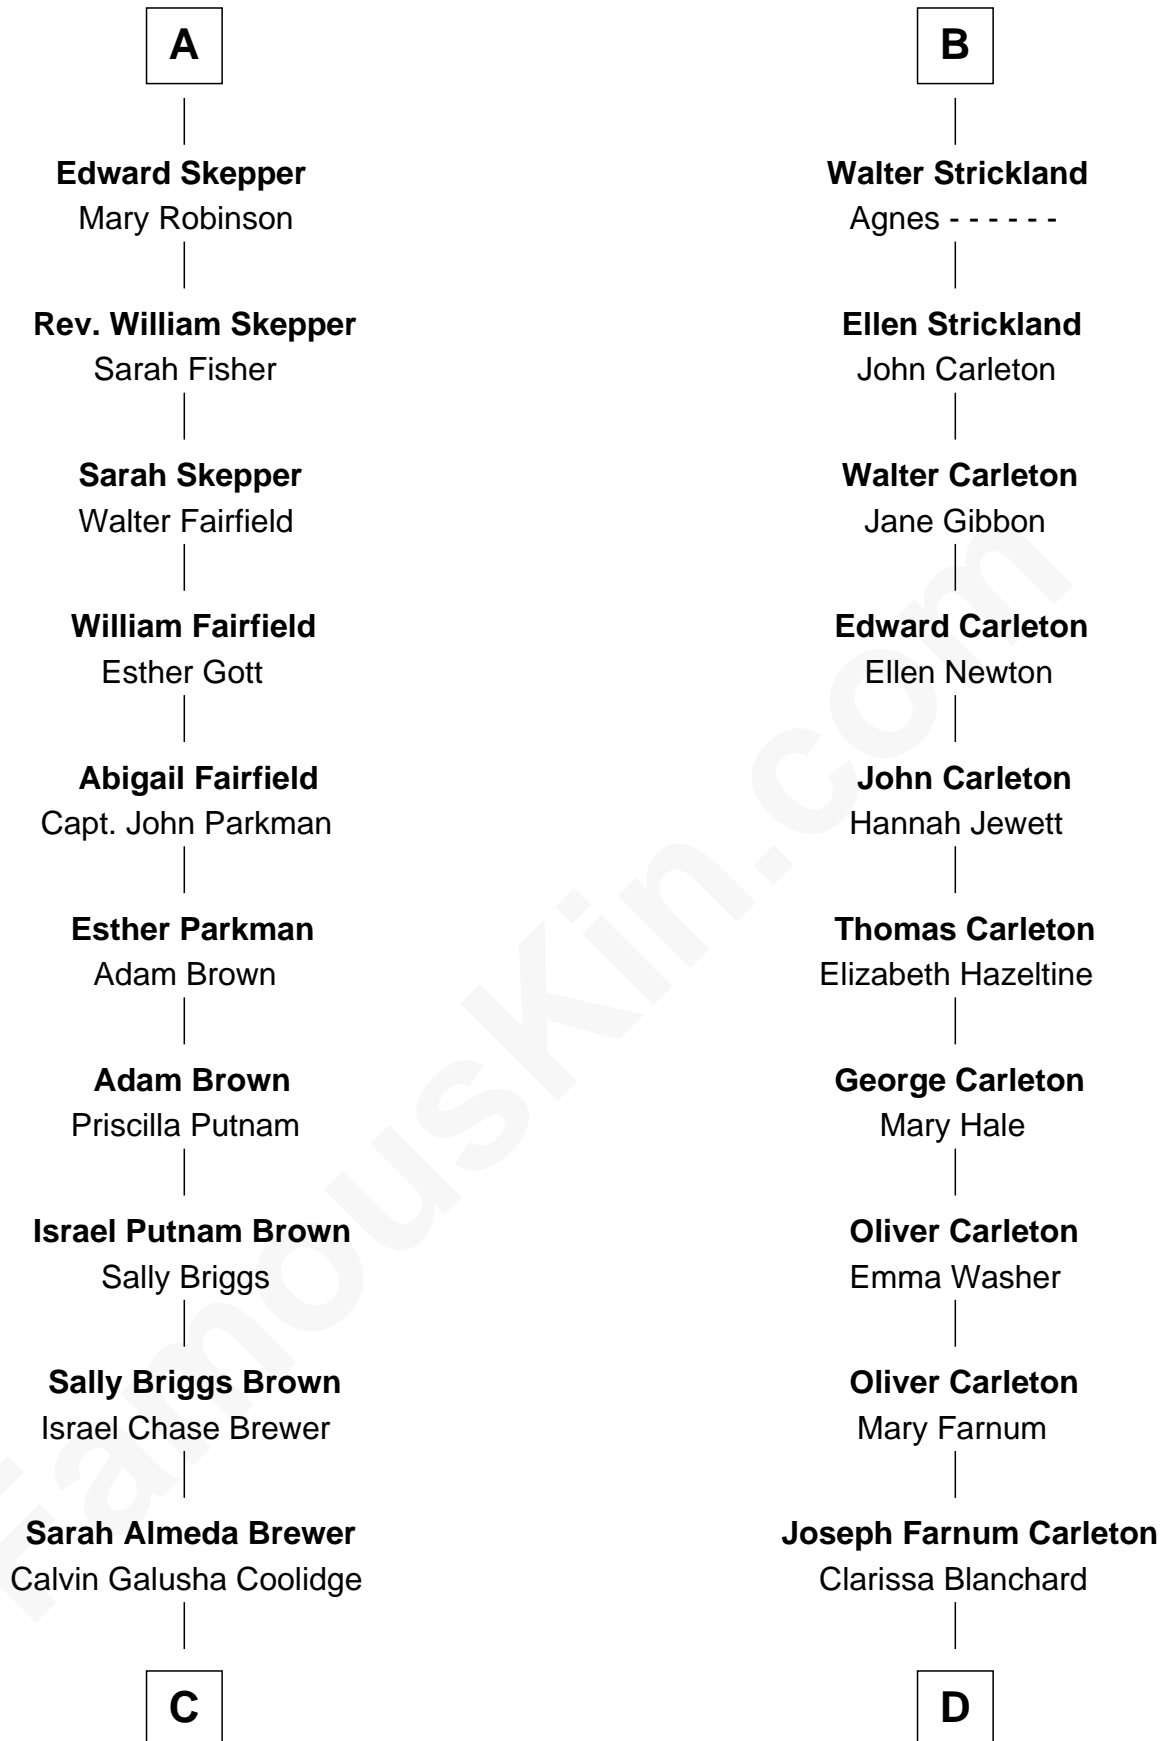 A
Edward Skepper
Mary Robinson
Rev. William Skepper
Sarah Fisher
Sarah Skepper
Walter Fairfield
William Fairfield
Esther Gott
Abigail Fairfield
Capt. John Parkman
Esther Parkman
Adam Brown
Adam Brown
Priscilla Putnam
Israel Putnam Brown
Sally Briggs
Sally Briggs Brown
Israel Chase Brewer
Sarah Almeda Brewer
Calvin Galusha Coolidge
C
B
Walter Strickland
Agnes - - - - - -
Ellen Strickland
John Carleton
Walter Carleton
Jane Gibbon
Edward Carleton
Ellen Newton
John Carleton
Hannah Jewett
Thomas Carleton
Elizabeth Hazeltine
George Carleton
Mary Hale
Oliver Carleton
Emma Washer
Oliver Carleton
Mary Farnum
Joseph Farnum Carleton
Clarissa Blanchard
D
FamousKin.com